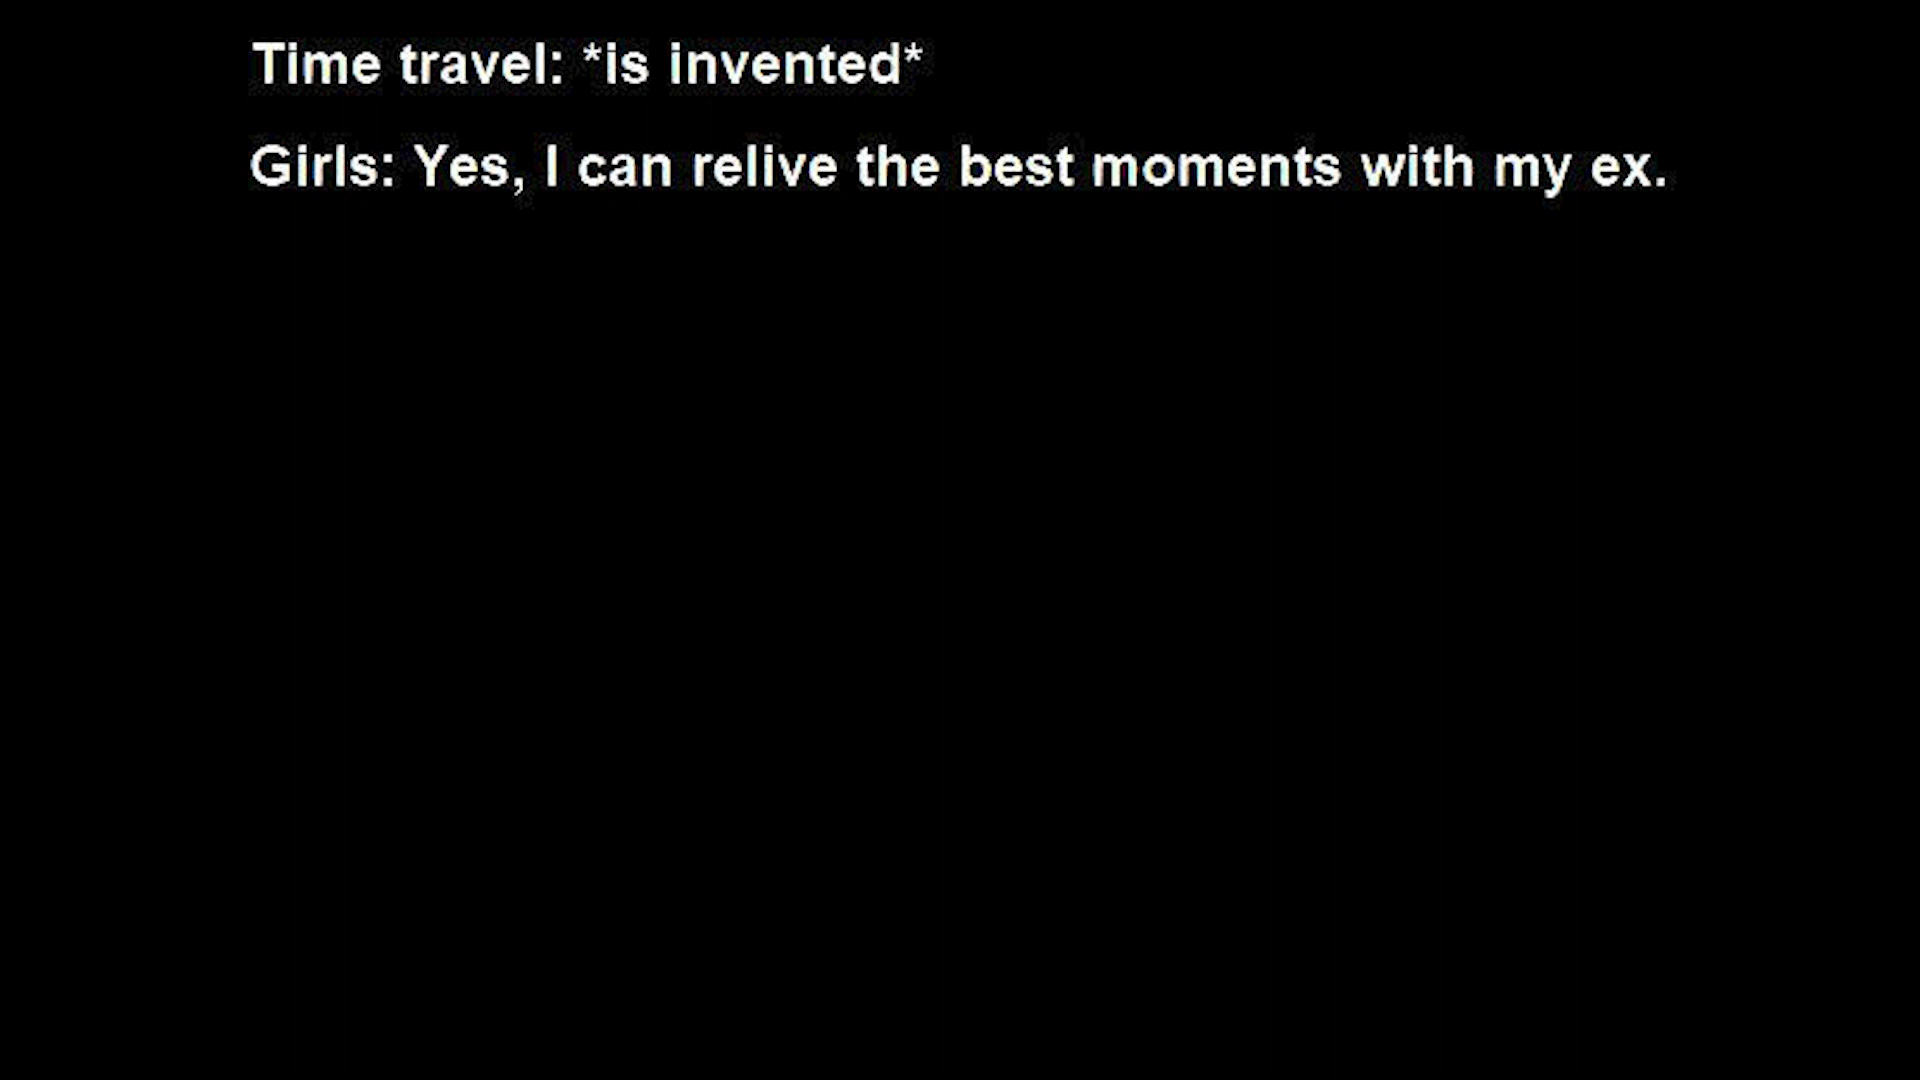 Time travel: *is invented*
Girls: Yes, I can relive the best moments with my ex.